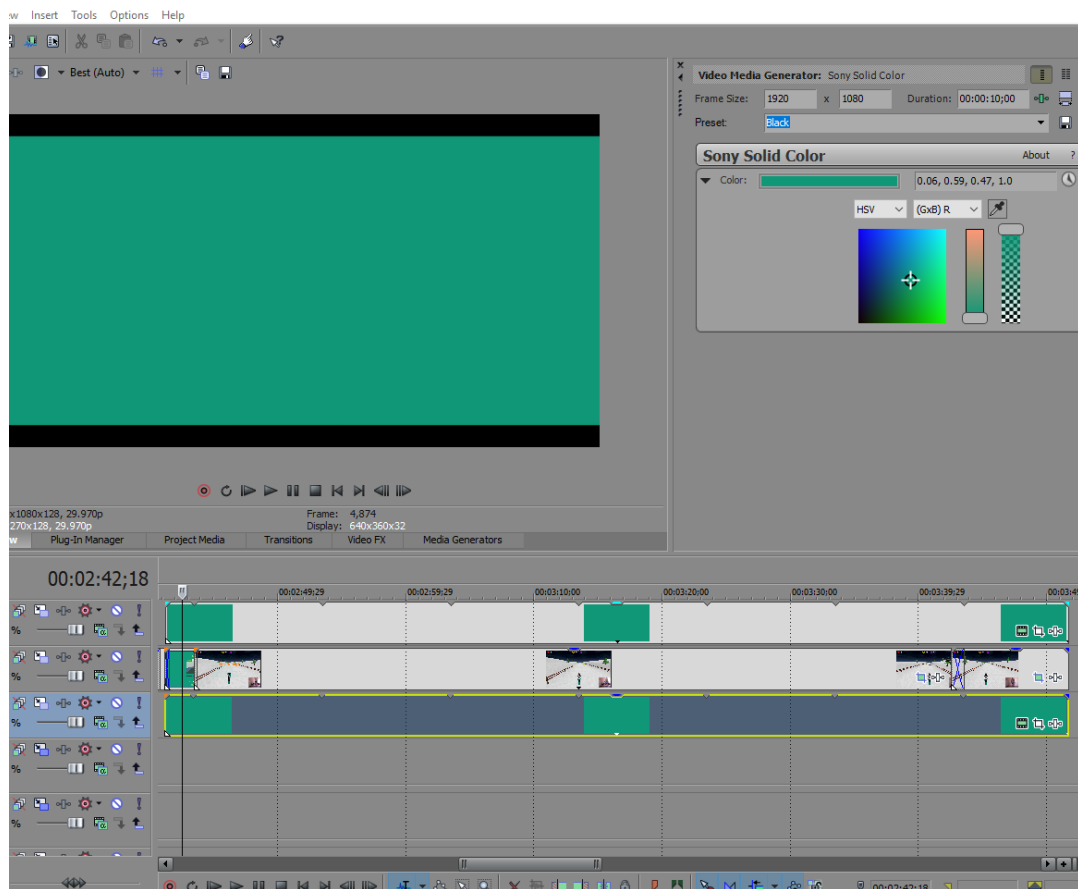 ew Insert Tools Options Help
Best (Auto)
Video Media Generator: Sony Solid Color
Frame Size: 1920 x 1080 Duration: 00:00:10;00
Preset: Black
Sony Solid Color About ?
Color: 0.06, 0.59, 0.47, 1.0
HSV (GxB) R
x1080x128, 29.970p Frame: 4,874
270x128, 29.970p Display: 640x360x32
w Plug-In Manager Project Media Transitions Video FX Media Generators
00:02:42;18
00:02:49;29 00:02:59;29 00:03:10;00 00:03:20;00 00:03:30;00 00:03:39;29 00:03:49
%
%
%
%
%
00:02:42;18